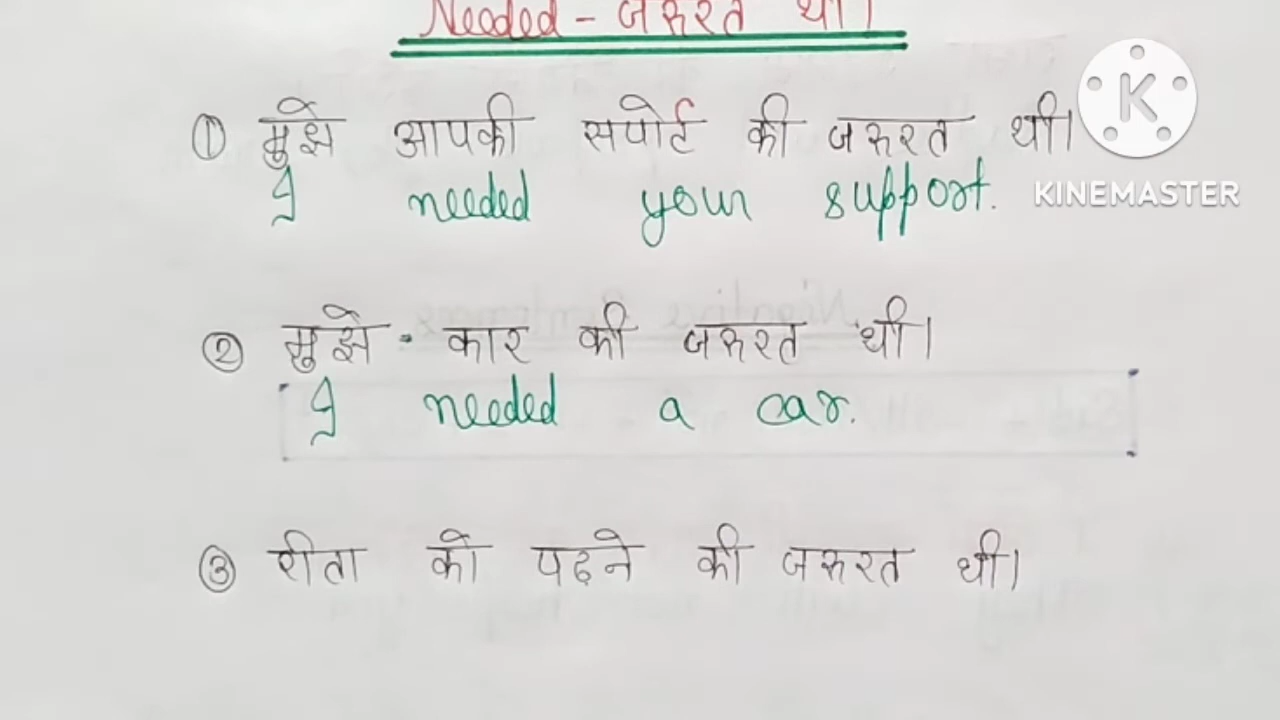 Needed - जरुरत थी।
① मुझे आपकी सपोर्ट की जरुरत थी।
I needed your support.
KINEMASTER
② मुझे कार की जरुरत थी।
I needed a car.
③ रीता को पढ़ने की जरुरत थी।